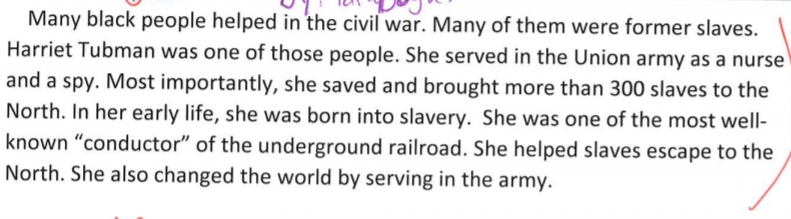 by:
Many black people helped in the civil war. Many of them were former slaves.
Harriet Tubman was one of those people. She served in the Union army as a nurse
and a spy. Most importantly, she saved and brought more than 300 slaves to the
North. In her early life, she was born into slavery.  She was one of the most well-
known “conductor” of the underground railroad. She helped slaves escape to the
North. She also changed the world by serving in the army.